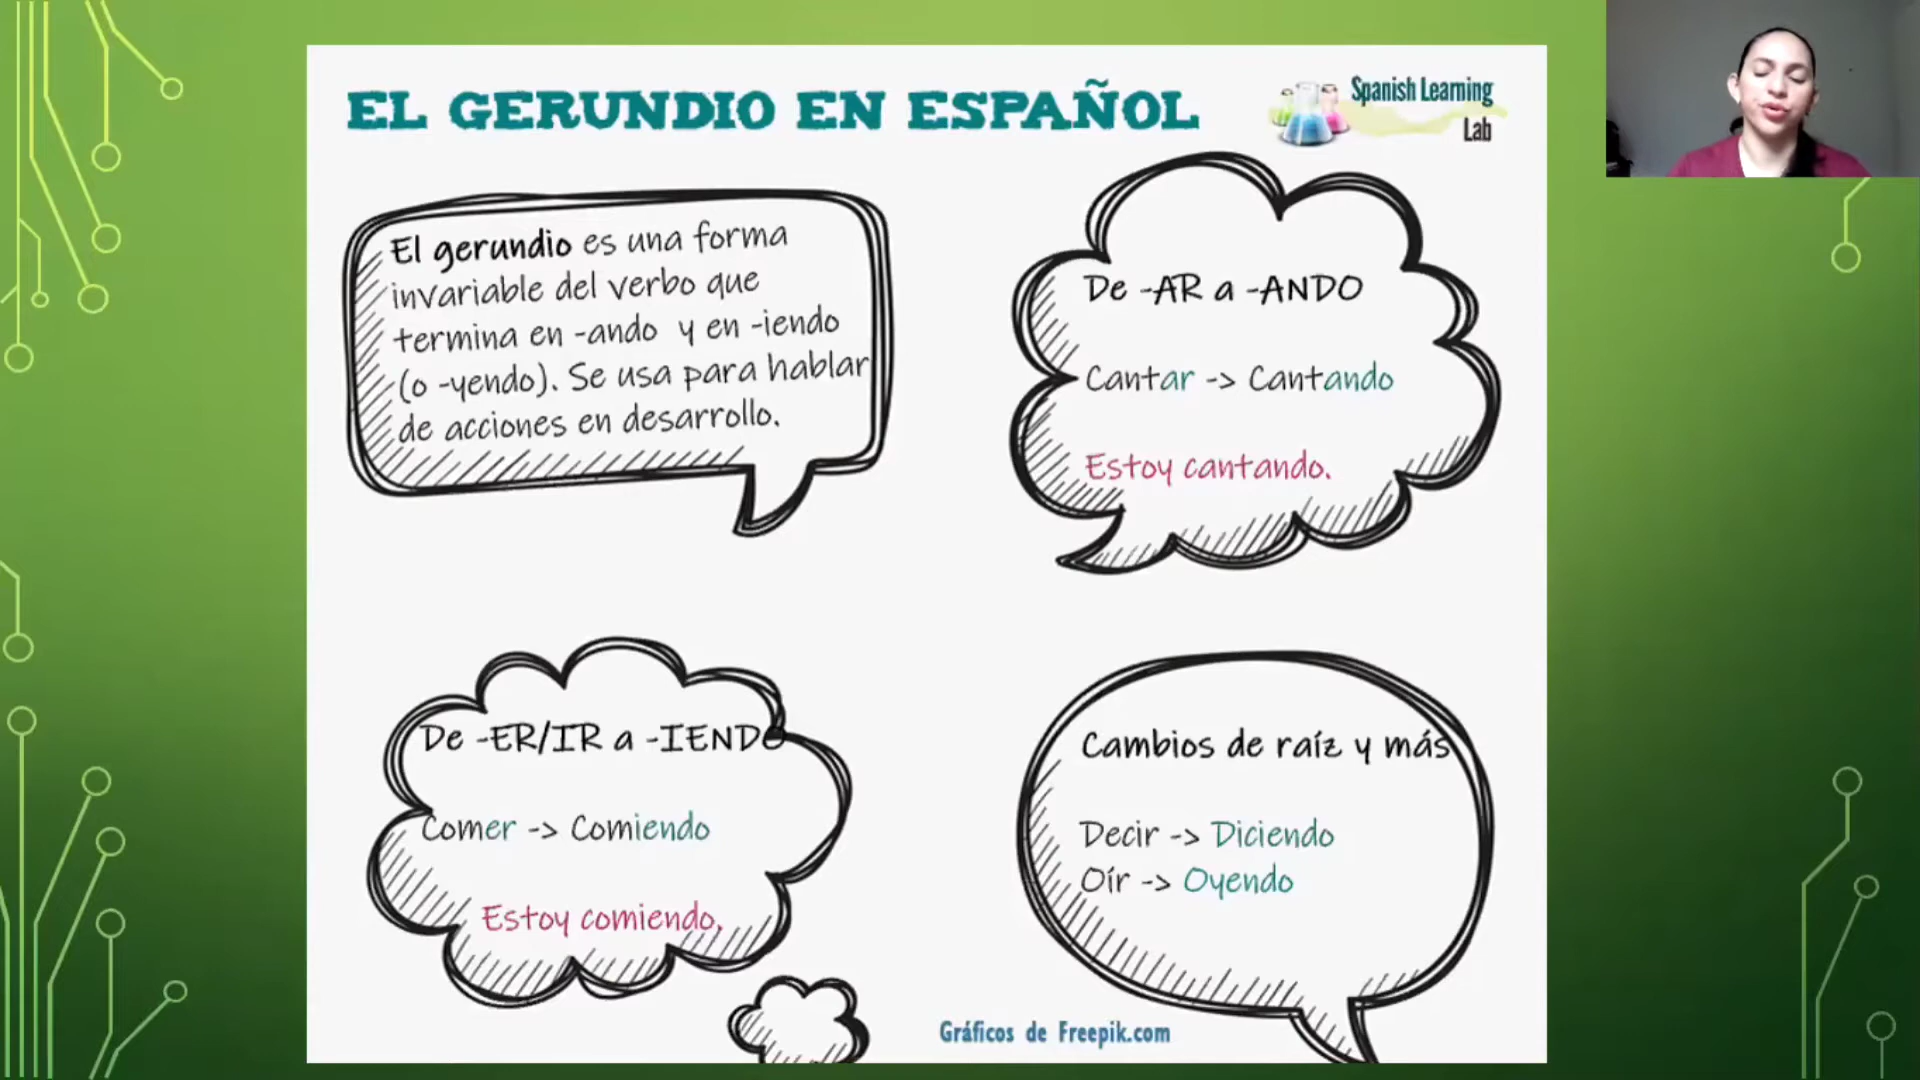 EL GERUNDIO EN ESPAÑOL
Spanish Learning
Lab
El gerundio es una forma
invariable del verbo que
termina en -ando y en -iendo
(o -yendo). Se usa para hablar
de acciones en desarrollo.
De -AR a -ANDO
Cantar -> Cantando
Estoy cantando.
De -ER/IR a -IENDO
Comer -> Comiendo
Estoy comiendo.
Cambios de raíz y más
Decir -> Diciendo
Oír -> Oyendo
Gráficos de Freepik.com